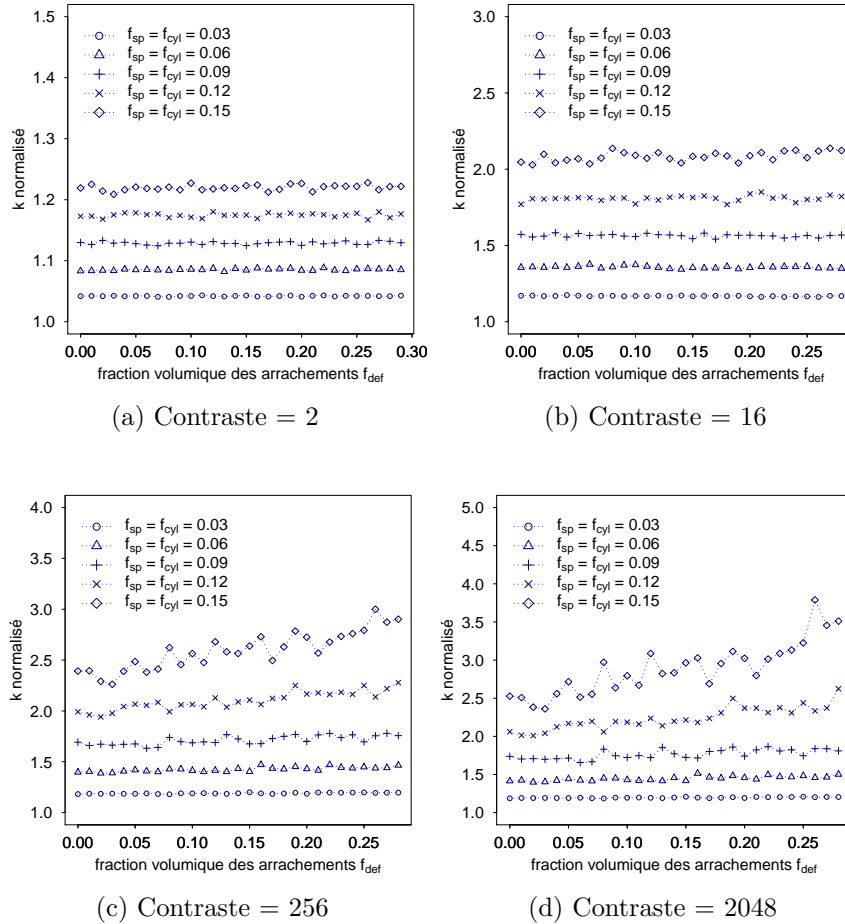 1.5
1.4
1.3
1.2
1.1
1.0
k normalisé
f_sp = f_cyl = 0.03
f_sp = f_cyl = 0.06
f_sp = f_cyl = 0.09
f_sp = f_cyl = 0.12
f_sp = f_cyl = 0.15
0.00 0.05 0.10 0.15 0.20 0.25 0.30
fraction volumique des arrachements f_def
(a) Contraste = 2
3.0
2.5
2.0
1.5
1.0
k normalisé
f_sp = f_cyl = 0.03
f_sp = f_cyl = 0.06
f_sp = f_cyl = 0.09
f_sp = f_cyl = 0.12
f_sp = f_cyl = 0.15
0.00 0.05 0.10 0.15 0.20 0.25
fraction volumique des arrachements f_def
(b) Contraste = 16
4.0
3.5
3.0
2.5
2.0
1.5
1.0
k normalisé
f_sp = f_cyl = 0.03
f_sp = f_cyl = 0.06
f_sp = f_cyl = 0.09
f_sp = f_cyl = 0.12
f_sp = f_cyl = 0.15
0.00 0.05 0.10 0.15 0.20 0.25
fraction volumique des arrachements f_def
(c) Contraste = 256
5.0
4.5
4.0
3.5
3.0
2.5
2.0
1.5
1.0
k normalisé
f_sp = f_cyl = 0.03
f_sp = f_cyl = 0.06
f_sp = f_cyl = 0.09
f_sp = f_cyl = 0.12
f_sp = f_cyl = 0.15
0.00 0.05 0.10 0.15 0.20 0.25
fraction volumique des arrachements f_def
(d) Contraste = 2048